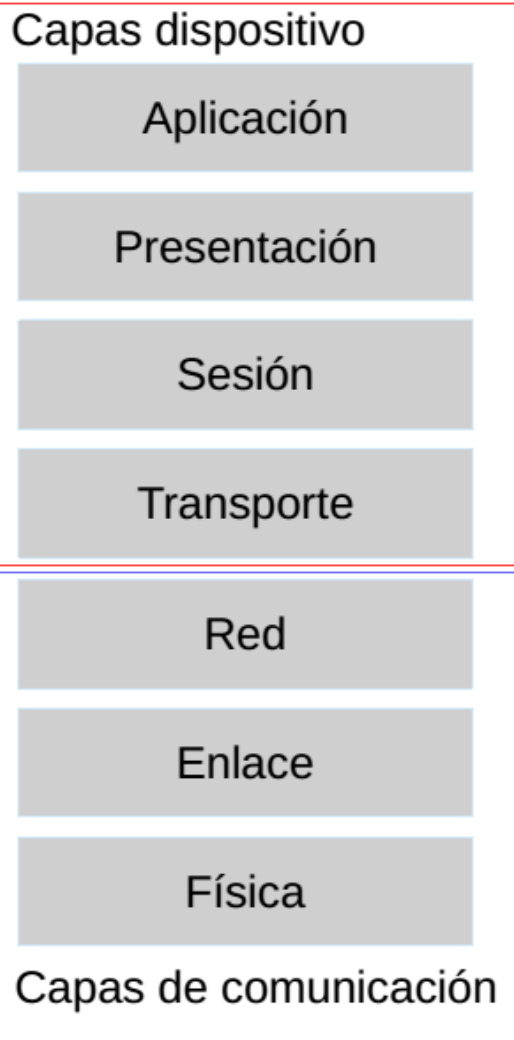 Capas dispositivo
Aplicación
Presentación
Sesión
Transporte
Red
Enlace
Física
Capas de comunicación